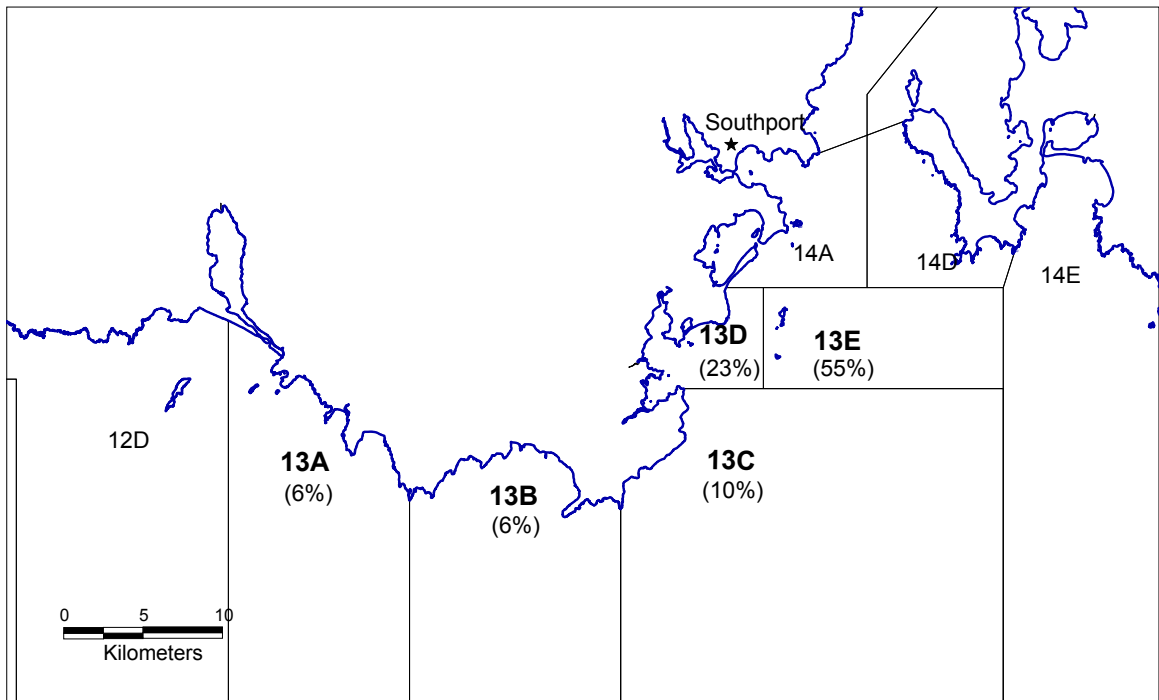 Southport
14A
14D
14E
13D
(23%)
13E
(55%)
12D
13A
(6%)
13B
(6%)
13C
(10%)
0 5 10
Kilometers